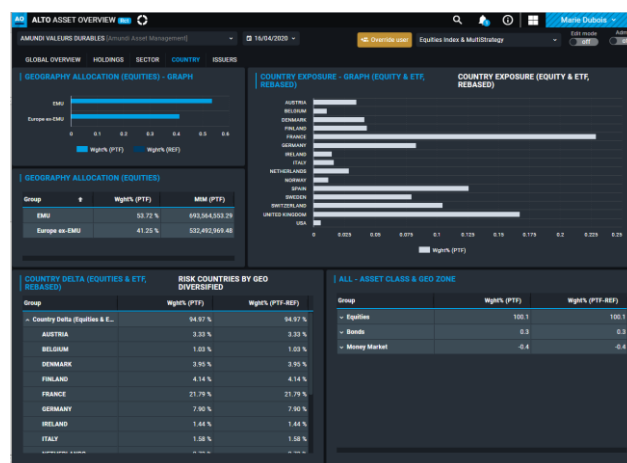 AO ALTO ASSET OVERVIEW
Marie Dubois
AMUNDI VALEURS DURABLES [Amundi Asset Management]
16/04/2020
Override user
Equities Index & MultiStrategy
Edit mode
off
GLOBAL OVERVIEW HOLDINGS SECTOR COUNTRY ISSUERS
GEOGRAPHY ALLOCATION (EQUITIES) - GRAPH
EMU
Europe-ex-EMU
0 0.1 0.2 0.3 0.4 0.5 0.6
Wght% (PTF) Wght% (REF)
GEOGRAPHY ALLOCATION (EQUITIES)
Group Wght% (PTF) MtM (PTF)
EMU 53.72 % 693,564,553.29
Europe ex-EMU 41.25 % 532,492,969.48
COUNTRY EXPOSURE - GRAPH (EQUITY & ETF, REBASED)
COUNTRY EXPOSURE (EQUITY & ETF, REBASED)
AUSTRIA
BELGIUM
DENMARK
FINLAND
FRANCE
GERMANY
IRELAND
ITALY
NETHERLANDS
NORWAY
SPAIN
SWEDEN
SWITZERLAND
UNITED KINGDOM
USA
0 0.025 0.05 0.075 0.1 0.125 0.15 0.175 0.2 0.225 0.25
Wght% (PTF)
COUNTRY DELTA (EQUITIES & ETF, REBASED)
RISK COUNTRIES BY GEO DIVERSIFIED
Group Wght% (PTF) Wght% (PTF-REF)
Country Delta (Equities & E... 94.97 % 94.97 %
AUSTRIA 3.33 % 3.33 %
BELGIUM 1.03 % 1.03 %
DENMARK 3.95 % 3.95 %
FINLAND 4.14 % 4.14 %
FRANCE 21.79 % 21.79 %
GERMANY 7.90 % 7.90 %
IRELAND 1.44 % 1.44 %
ITALY 1.58 % 1.58 %
ALL - ASSET CLASS & GEO ZONE
Group Wght% (PTF) Wght% (PTF-REF)
Equities 100.1 100.1
Bonds 0.3 0.3
Money Market -0.4 -0.4